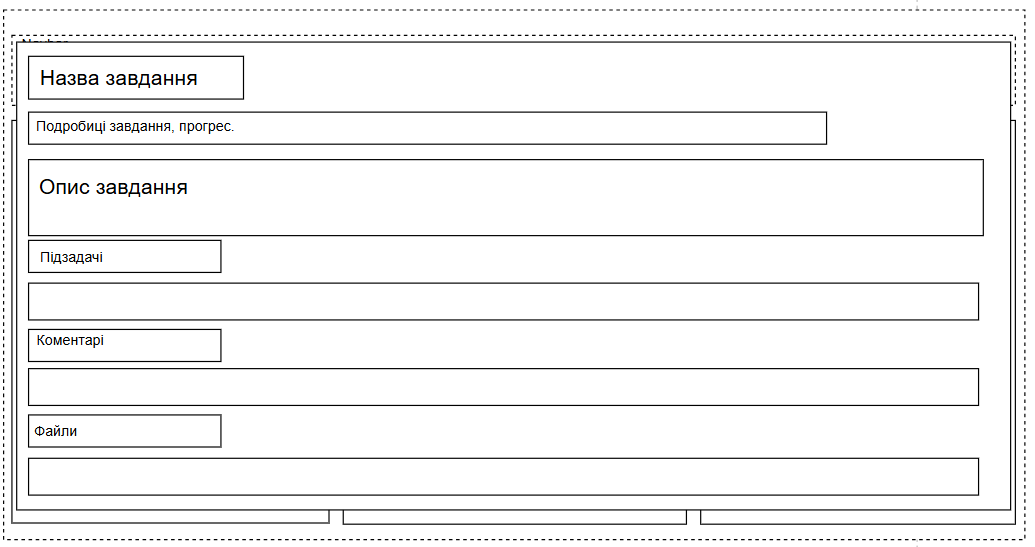 Назва завдання
Подробиці завдання, прогрес.
Опис завдання
Підзадачі
Коментарі
Файли